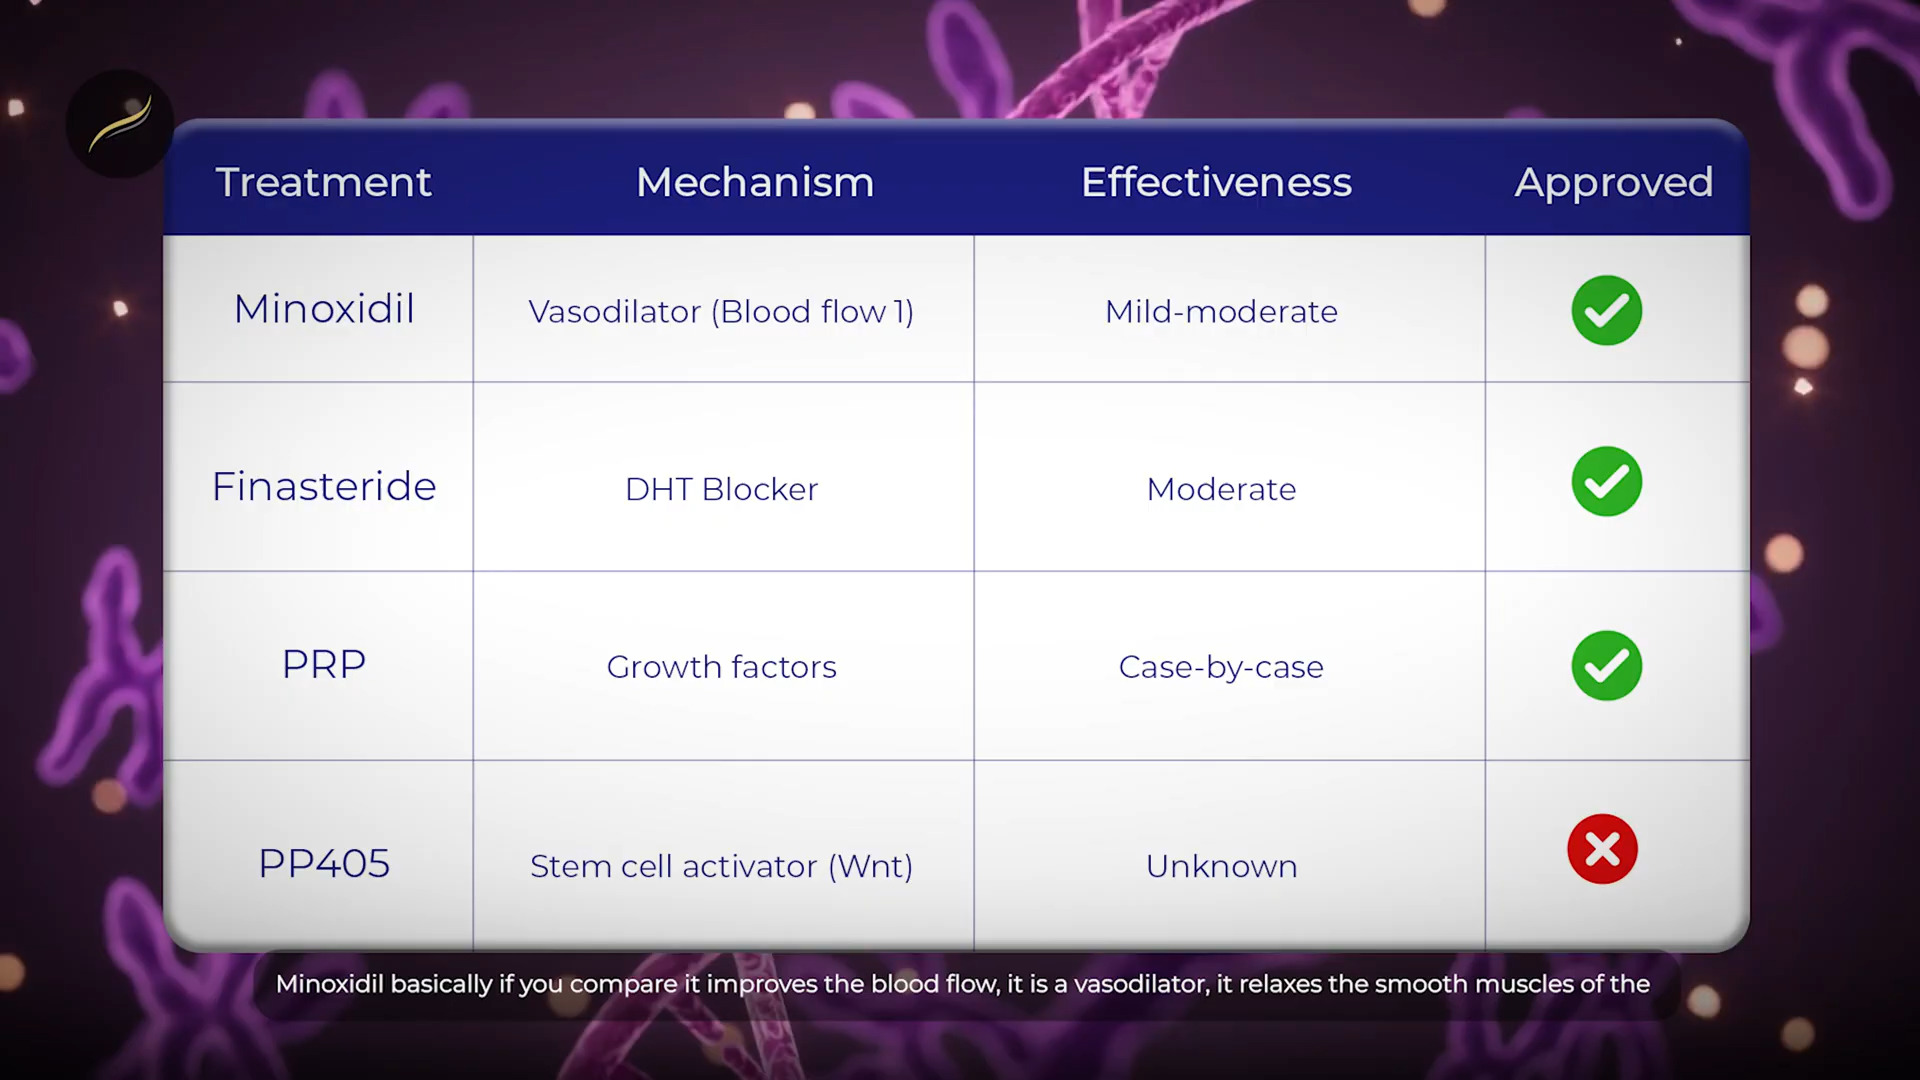 Treatment Mechanism Effectiveness Approved
Minoxidil Vasodilator (Blood flow 1) Mild-moderate
Finasteride DHT Blocker Moderate
PRP Growth factors Case-by-case
PP405 Stem cell activator (Wnt) Unknown
Minoxidil basically if you compare it improves the blood flow, it is a vasodilator, it relaxes the smooth muscles of the